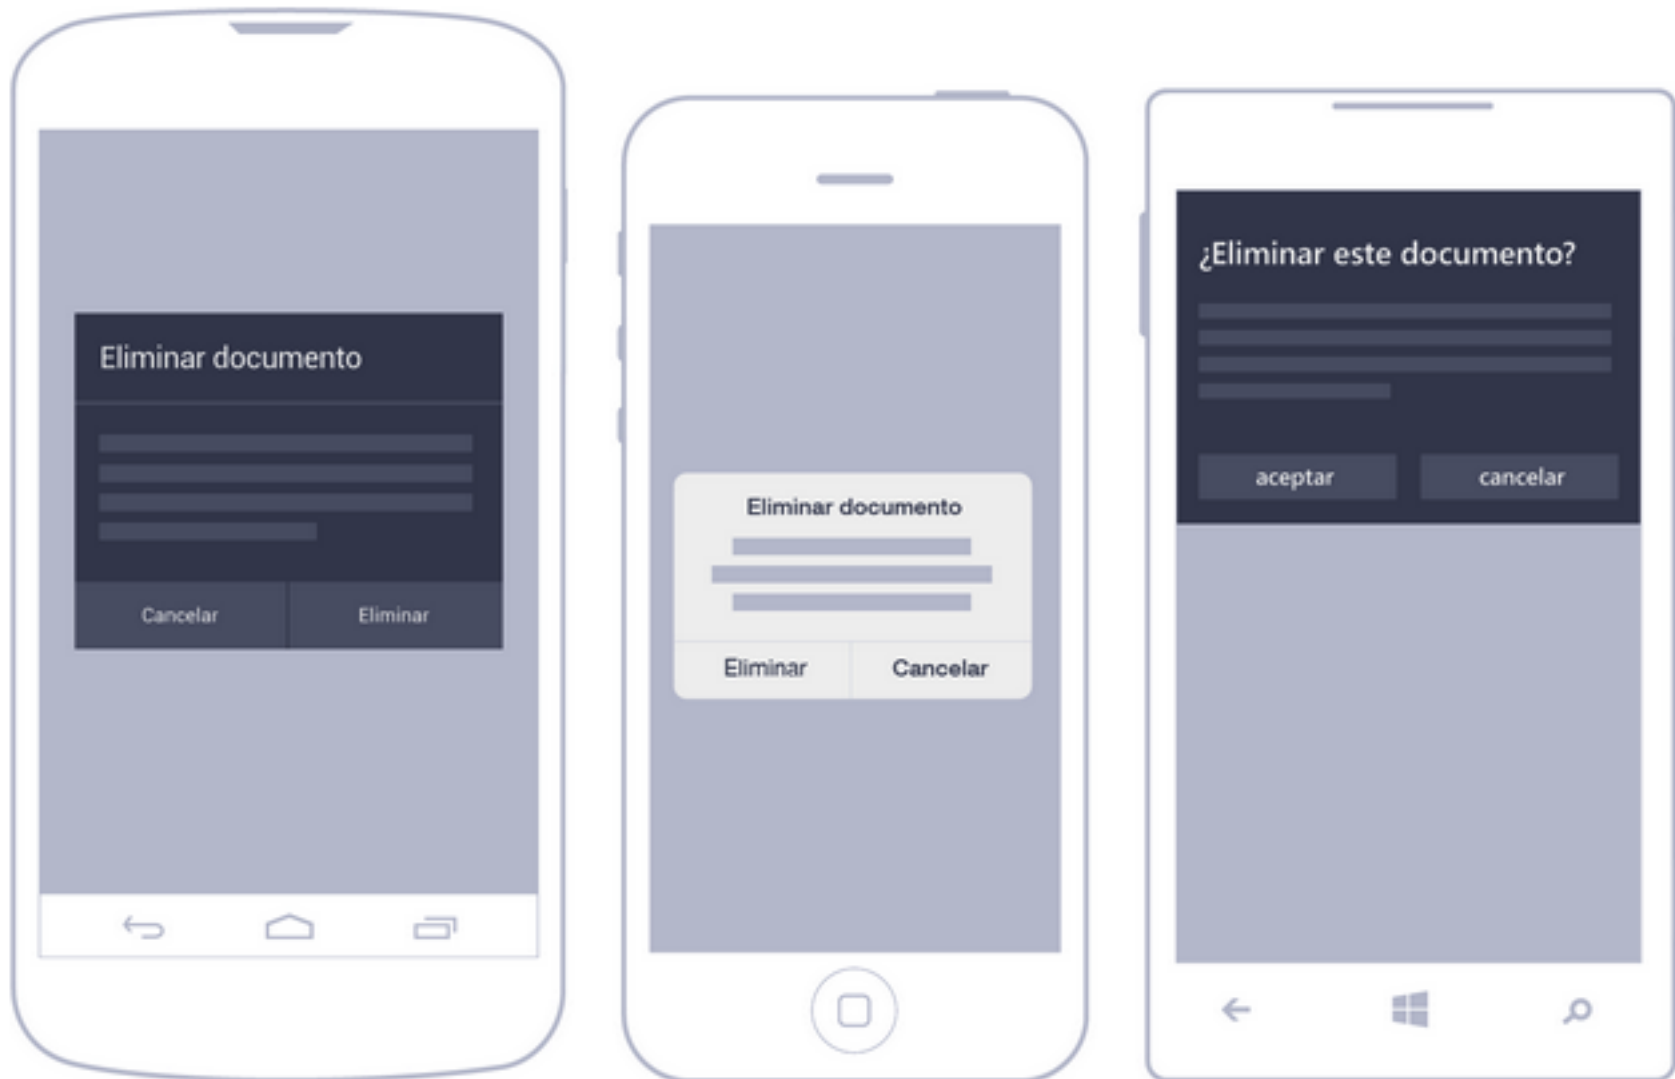 Eliminar documento
Cancelar Eliminar
Eliminar documento
Eliminar Cancelar
¿Eliminar este documento?
aceptar cancelar